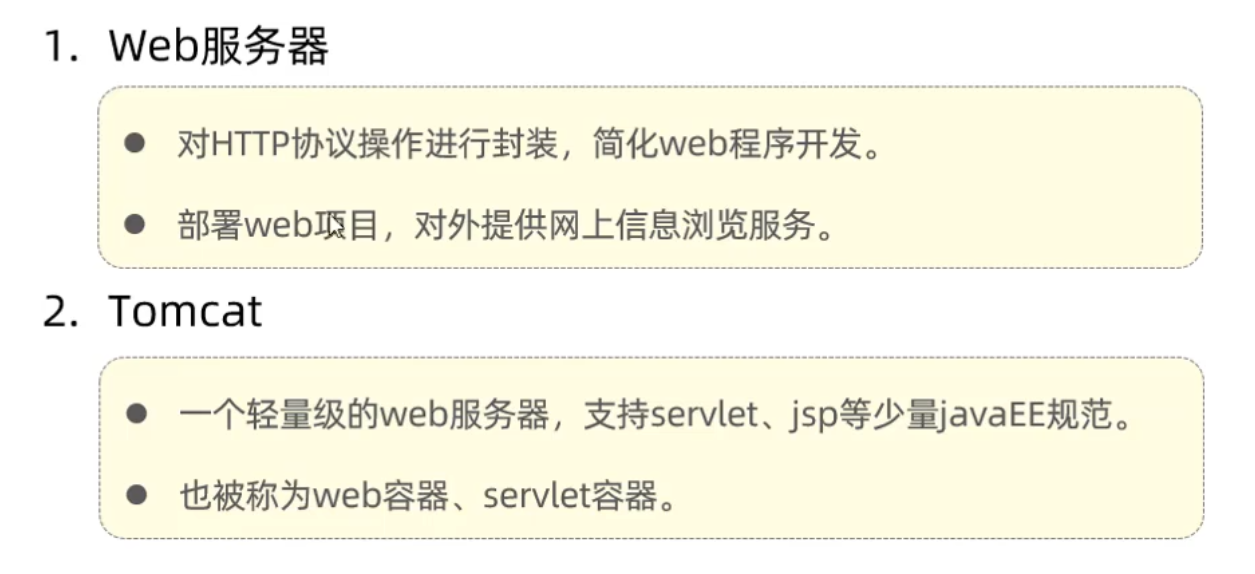 1. Web服务器
● 对HTTP协议操作进行封装，简化web程序开发。
● 部署web项目，对外提供网上信息浏览服务。
2. Tomcat
● 一个轻量级的web服务器，支持servlet、jsp等少量javaEE规范。
● 也被称为web容器、servlet容器。